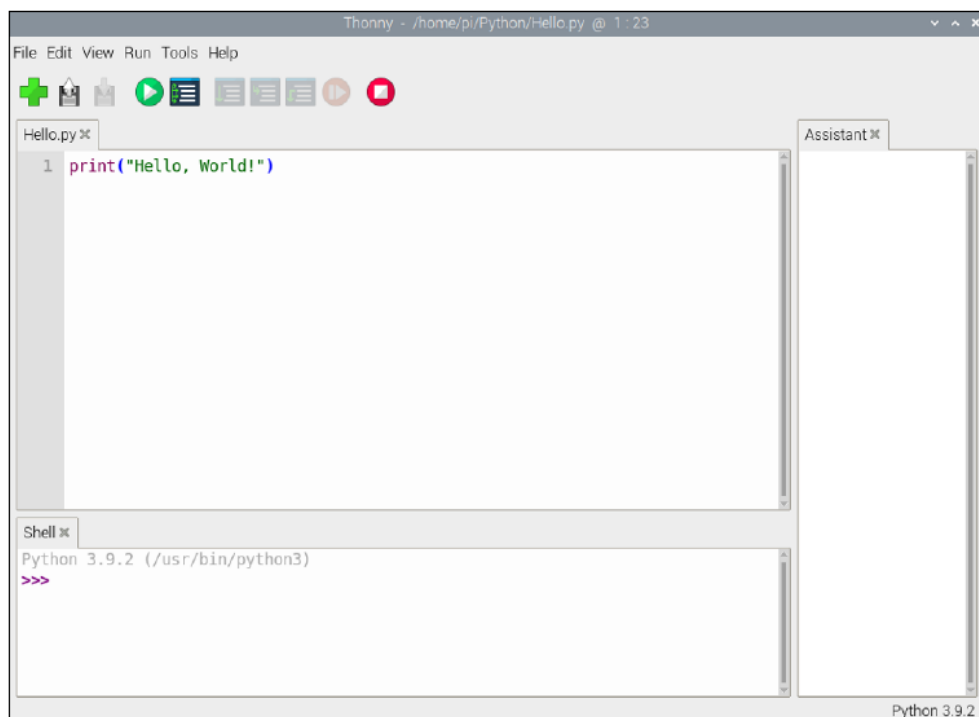 Thonny - /home/pi/Python/Hello.py @ 1:23
File Edit View Run Tools Help
Hello.py
1 print("Hello, World!")
Assistant
Shell
Python 3.9.2 (/usr/bin/python3)
>>>
Python 3.9.2